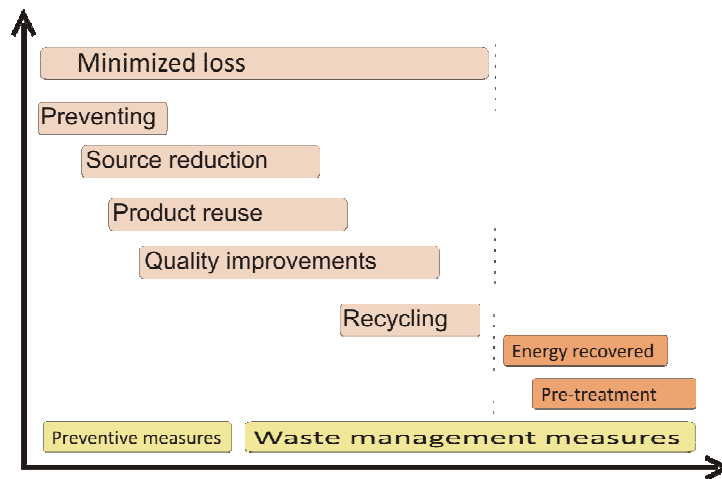 Minimized loss
Preventing
Source reduction
Product reuse
Quality improvements
Recycling
Energy recovered
Pre-treatment
Preventive measures
Waste management measures